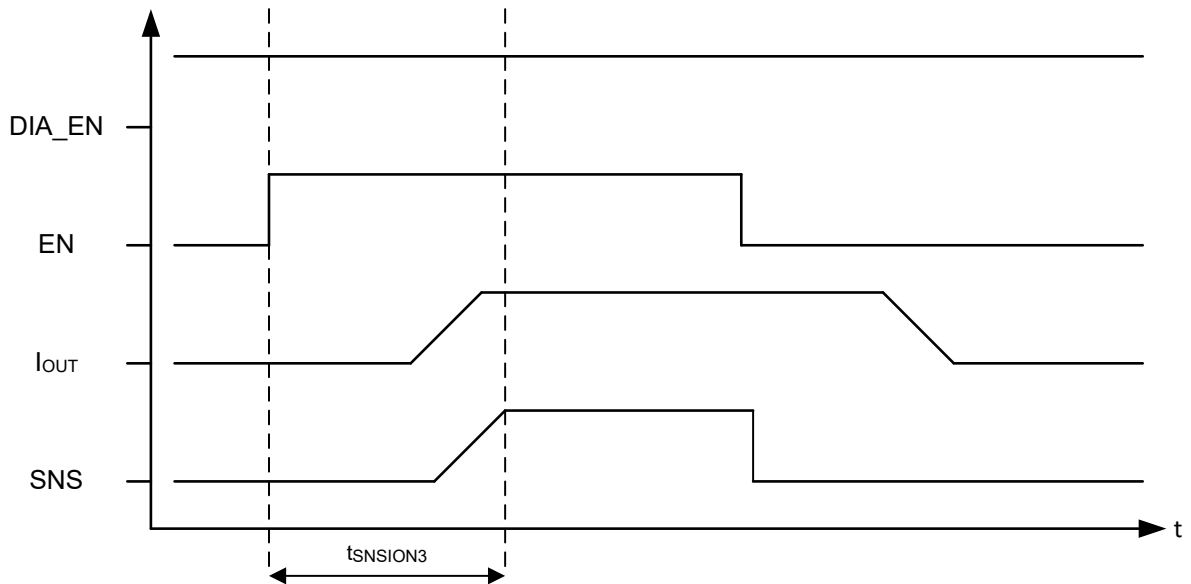 DIA_EN
EN
IOUT
SNS
t
tSNSION3